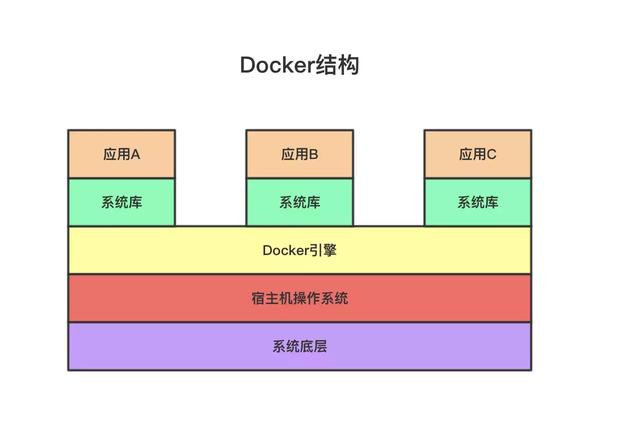 Docker结构
应用A 应用B 应用C
系统库 系统库 系统库
Docker引擎
宿主机操作系统
系统底层